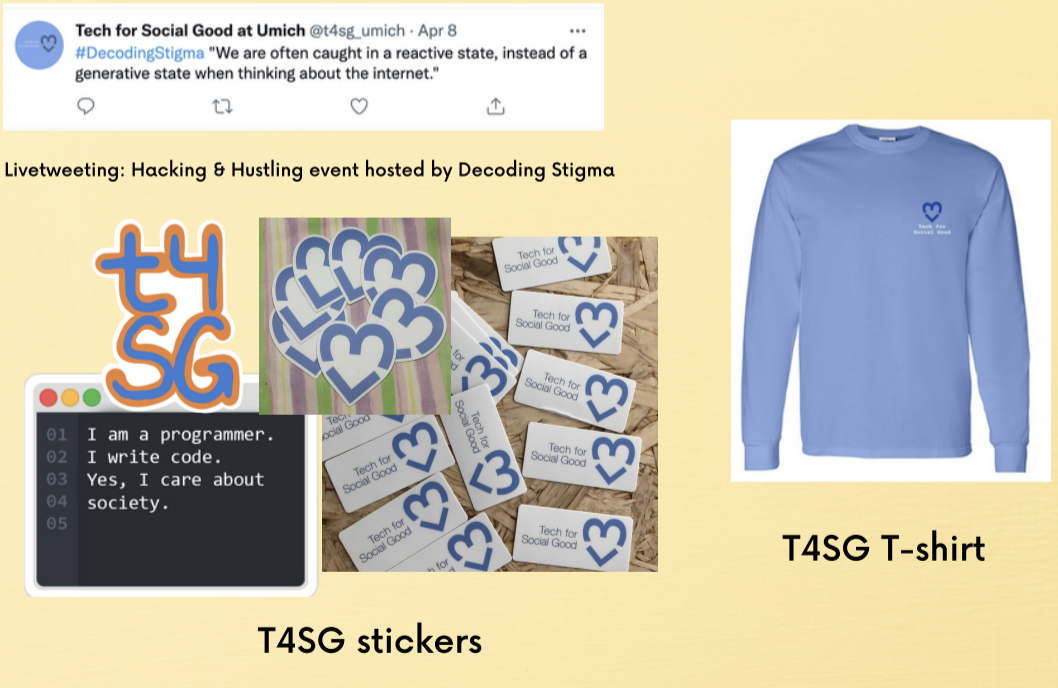 Tech for Social Good at Umich @t4sg_umich · Apr 8
#DecodingStigma "We are often caught in a reactive state, instead of a
generative state when thinking about the internet."
Livetweeting: Hacking & Hustling event hosted by Decoding Stigma
t4
SG
01 I am a programmer.
02 I write code.
03 Yes, I care about
04 society.
05
Tech for
Social Good
Tech for
Social Good
Tech for
Social Good
Tech for
Social Good
Tech for
Social Good
Tech for
Social Good
Tech for
Social Good
Tech for
Social Good
T4SG stickers
Tech for
Social Good
T4SG T-shirt